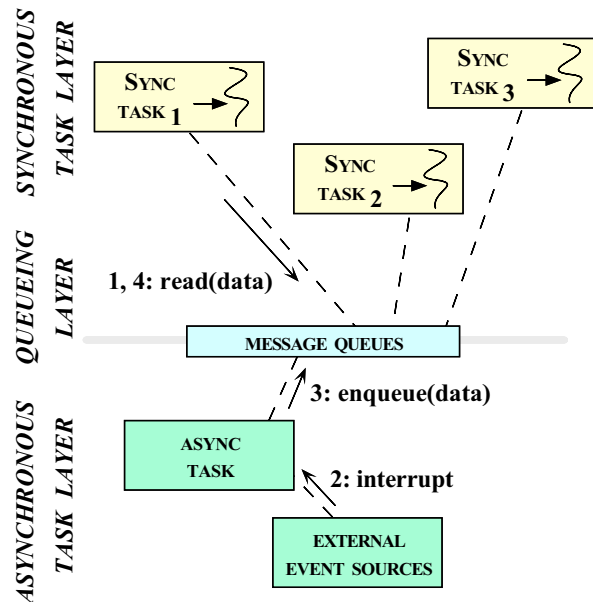 SYNCHRONOUS
TASK LAYER
SYNC
TASK 1
SYNC
TASK 2
SYNC
TASK 3
QUEUEING
LAYER
1, 4: read(data)
MESSAGE QUEUES
3: enqueue(data)
ASYNCHRONOUS
TASK LAYER
ASYNC
TASK
2: interrupt
EXTERNAL
EVENT SOURCES